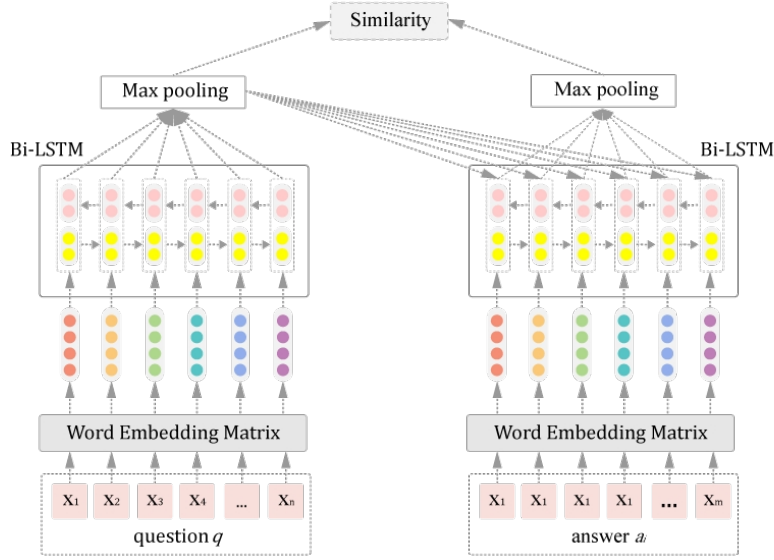 Similarity
Max pooling
Max pooling
Bi-LSTM
Bi-LSTM
Word Embedding Matrix
Word Embedding Matrix
X1 X2 X3 X4 ... Xn
X1 X1 X1 X1 ... Xm
question q
answer ai